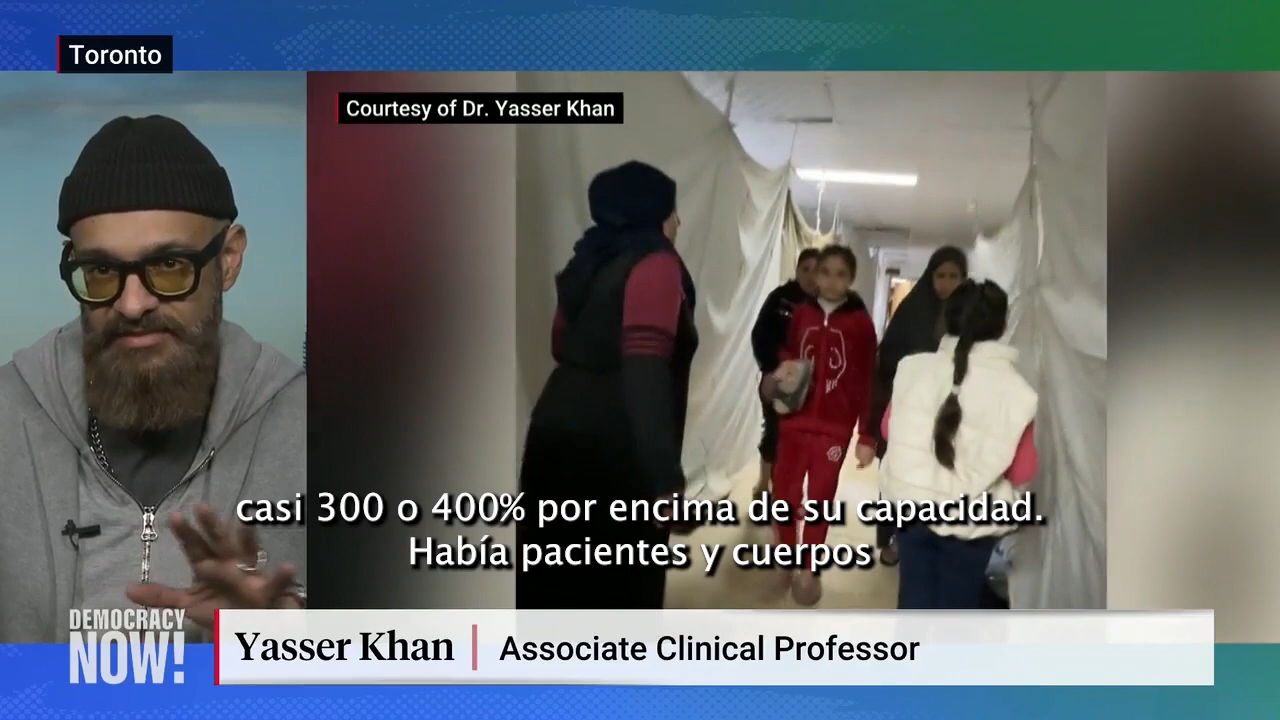 Toronto
Courtesy of Dr. Yasser Khan
casi 300 o 400% por encima de su capacidad.
Había pacientes y cuerpos
DEMOCRACY
NOW!
Yasser Khan | Associate Clinical Professor